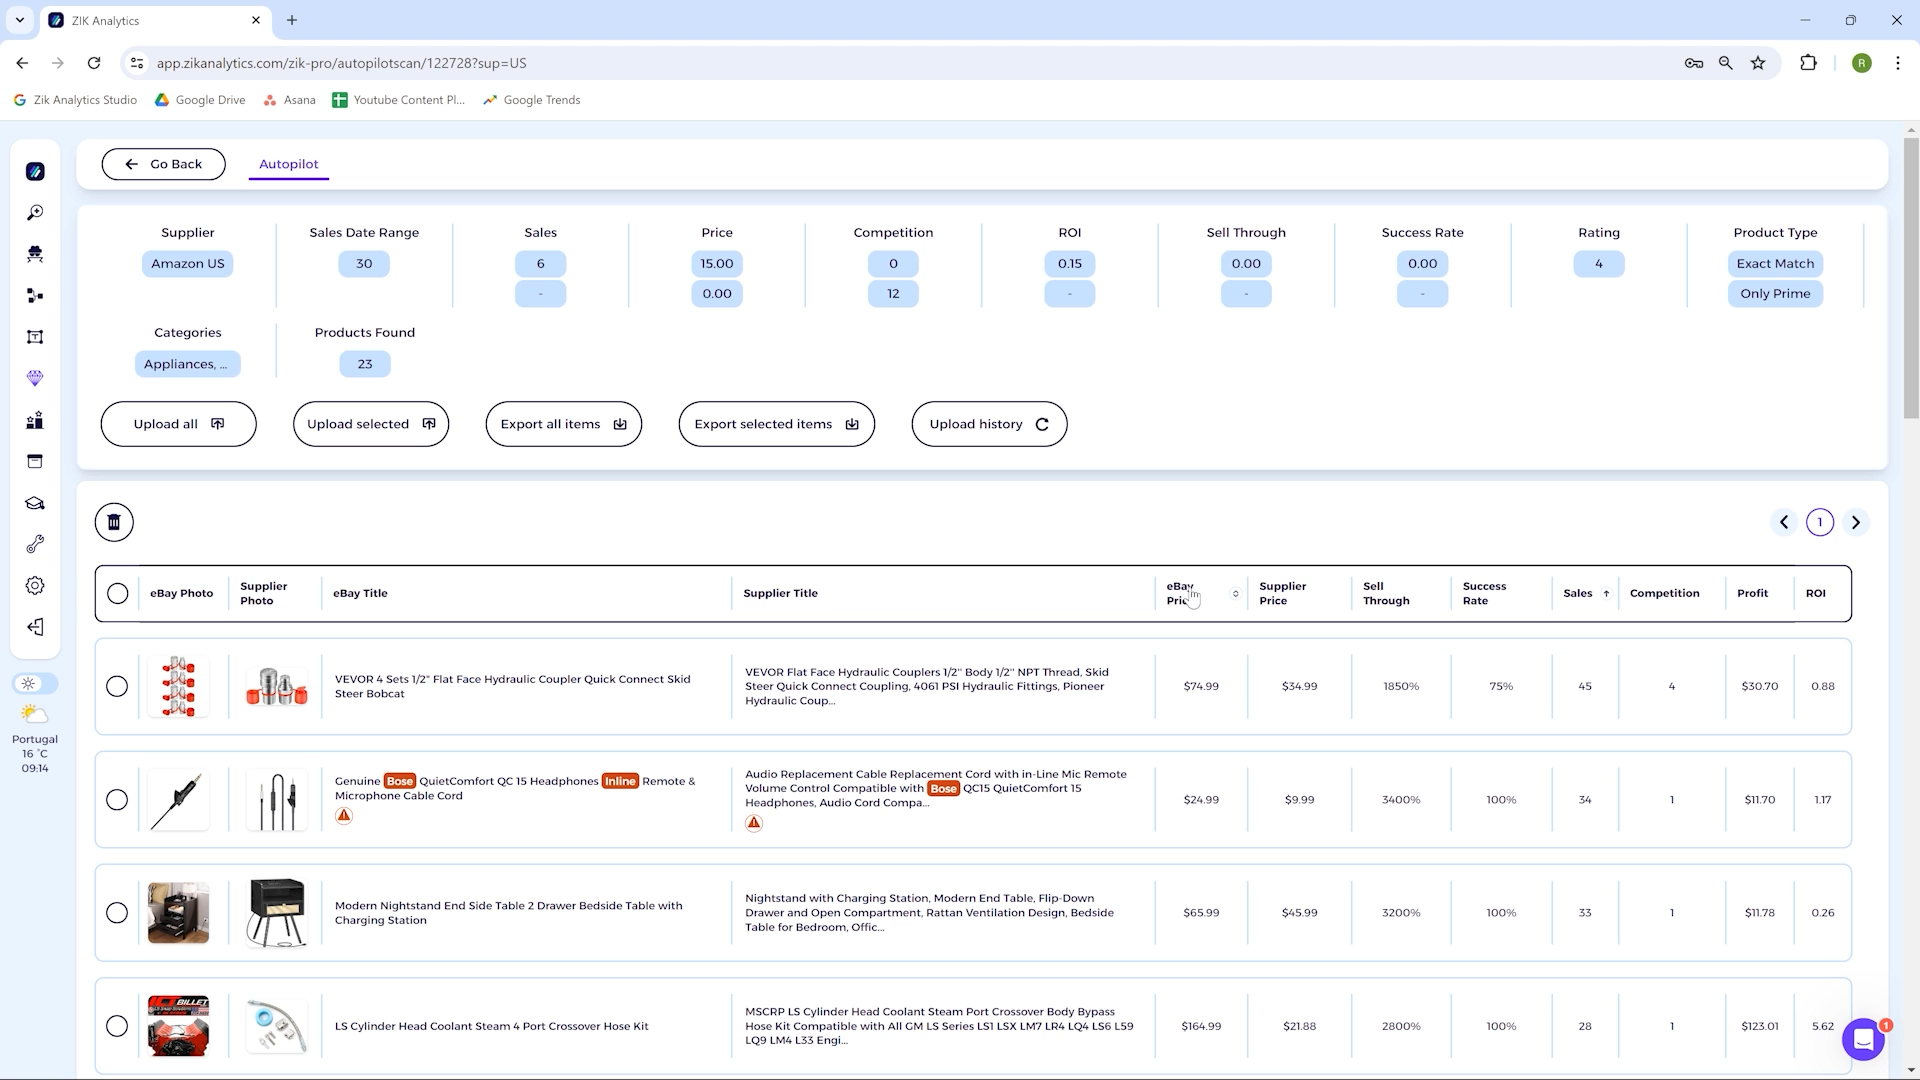 ZIK Analytics
app.zikanalytics.com/zik-pro/autopilotscan/122728?sup=US
R
Zik Analytics Studio
Google Drive
Asana
Youtube Content Pl...
Google Trends
Go Back
Autopilot
Supplier
Sales Date Range
Sales
Price
Competition
ROI
Sell Through
Success Rate
Rating
Product Type
Amazon US
30
6
15.00
0
0.15
0.00
0.00
4
Exact Match
-
0.00
12
-
-
-
Only Prime
Categories
Products Found
Appliances, ...
23
Upload all
Upload selected
Export all items
Export selected items
Upload history
1
eBay Photo
Supplier
Photo
eBay Title
Supplier Title
eBay
Supplier
Price
Sell
Through
Success
Rate
Sales
Competition
Profit
ROI
VEVOR 4 Sets 1/2" Flat Face Hydraulic Coupler Quick Connect Skid
Steer Bobcat
VEVOR Flat Face Hydraulic Couplers 1/2'' Body 1/2'' NPT Thread, Skid
Steer Quick Connect Coupling, 4061 PSI Hydraulic Fittings, Pioneer
Hydraulic Coup...
$74.99
$34.99
1850%
75%
45
4
$30.70
0.88
Genuine Bose QuietComfort QC 15 Headphones Inline Remote &
Microphone Cable Cord
Audio Replacement Cable Replacement Cord with in-Line Mic Remote
Volume Control Compatible with Bose QC15 QuietComfort 15
Headphones, Audio Cord Compa...
$24.99
$9.99
3400%
100%
34
1
$11.70
1.17
Modern Nightstand End Side Table 2 Drawer Bedside Table with
Charging Station
Nightstand with Charging Station, Modern End Table, Flip-Down
Drawer and Open Compartment, Rattan Ventilation Design, Bedside
Table for Bedroom, Offic...
$65.99
$45.99
3200%
100%
33
1
$11.78
0.26
BILLET
LS Cylinder Head Coolant Steam 4 Port Crossover Hose Kit
MSCRP LS Cylinder Head Coolant Steam Port Crossover Body Bypass
Hose Kit Compatible with All GM LS Series LS1 LSX LM7 LR4 LQ4 LS6 L59
LQ9 LM4 L33 Engi...
$164.99
$21.88
2800%
100%
28
1
$123.01
5.62
Portugal
16 °C
09:14
1